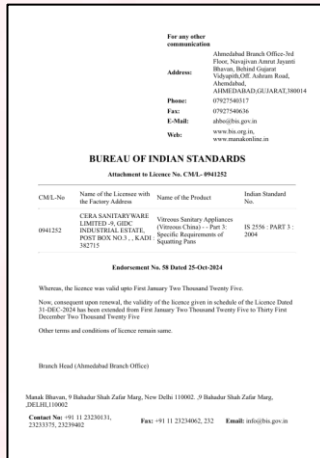 For any other
communication
Ahmedabad Branch Office-3rd
Floor, Navajivan Amrut Jayanti
Bhavan, Behind Gujarat
Address: Vidyapith,Off. Ashram Road,
Ahemdabad,
AHMEDABAD,GUJARAT,380014
Phone: 07927540317
Fax: 07927540636
E-Mail: ahbo@bis.gov.in
Web: www.bis.org.in,
www.manakonline.in
BUREAU OF INDIAN STANDARDS
Attachment to Licence No. CM/L- 0941252
CM/L-No Name of the Licensee with the Factory Address Name of the Product Indian Standard No.
0941252 CERA SANITARYWARE LIMITED -9, GIDC INDUSTRIAL ESTATE, POST BOX NO.3 , , KADI : 382715 Vitreous Sanitary Appliances (Vitreous China) - - Part 3: Specific Requirements of Squatting Pans IS 2556 : PART 3 : 2004
Endorsement No. 58 Dated 25-Oct-2024
Whereas, the licence was valid upto First January Two Thousand Twenty Five.
Now, consequent upon renewal, the validity of the licence given in schedule of the Licence Dated
31-DEC-2024 has been extended from First January Two Thousand Twenty Five to Thirty First
December Two Thousand Twenty Five
Other terms and conditions of licence remain same.
Branch Head (Ahmedabad Branch Office)
Manak Bhavan, 9 Bahadur Shah Zafar Marg, New Delhi 110002. ,9 Bahadur Shah Zafar Marg,
,DELHI,110002
Contact No: +91 11 23230131, 23233375, 23239402 Fax: +91 11 23234062, 232 Email: info@bis.gov.in